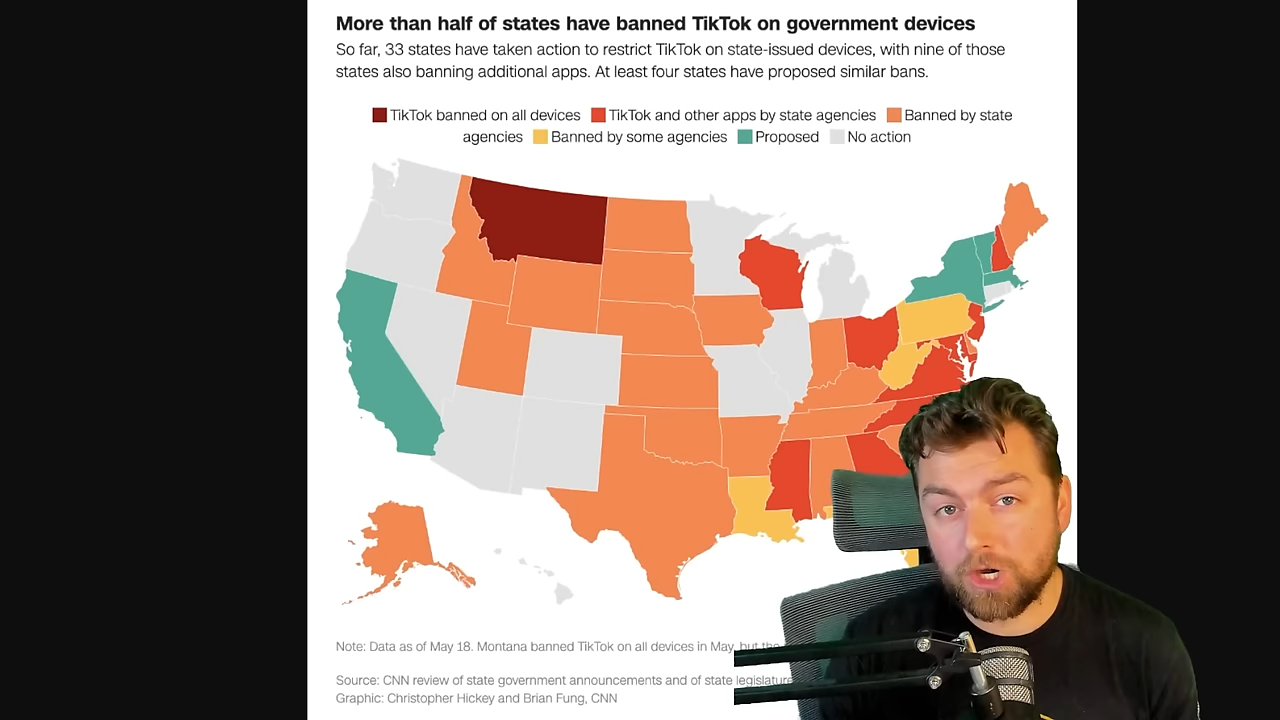 More than half of states have banned TikTok on government devices
So far, 33 states have taken action to restrict TikTok on state-issued devices, with nine of those
states also banning additional apps. At least four states have proposed similar bans.
TikTok banned on all devices TikTok and other apps by state agencies Banned by state
agencies Banned by some agencies Proposed No action
Note: Data as of May 18. Montana banned TikTok on all devices in May, but the
Source: CNN review of state government announcements and of state legislature
Graphic: Christopher Hickey and Brian Fung, CNN